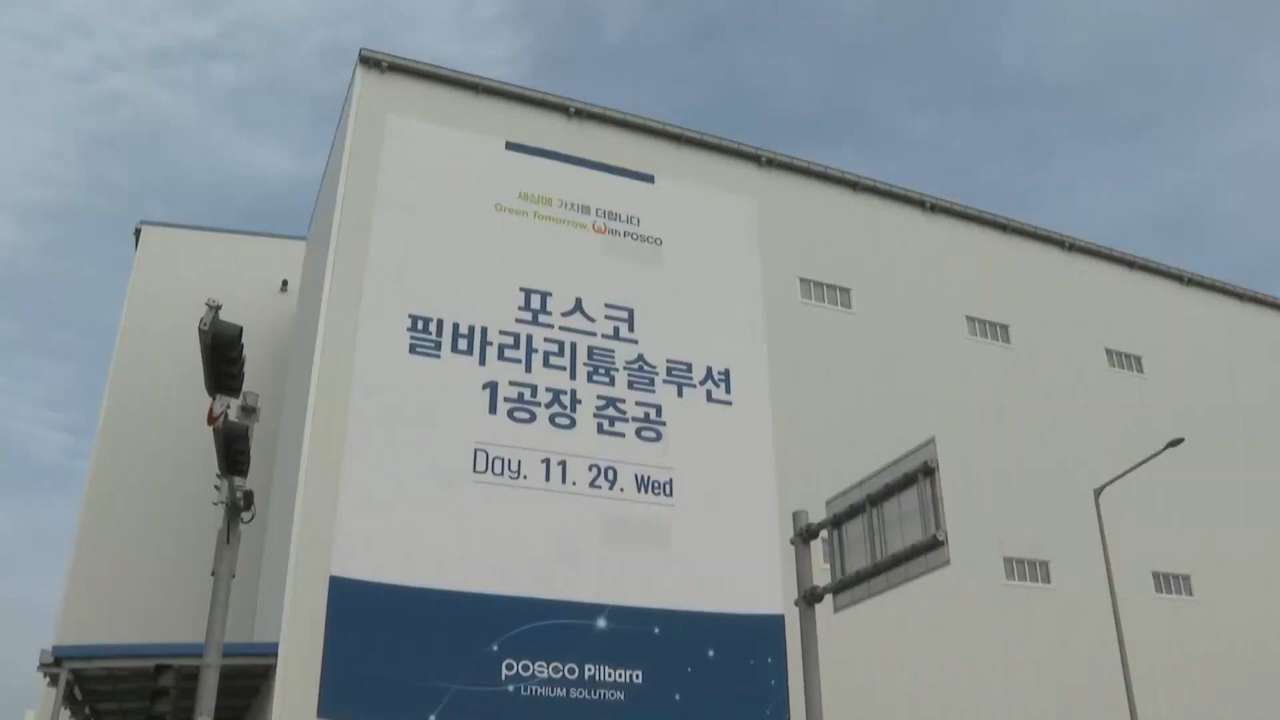 세상에 가치를 더합니다
Green Tomorrow, With POSCO
포스코
필바라리튬솔루션
1공장 준공
Day. 11. 29. Wed
posco Pilbara
LITHIUM SOLUTION